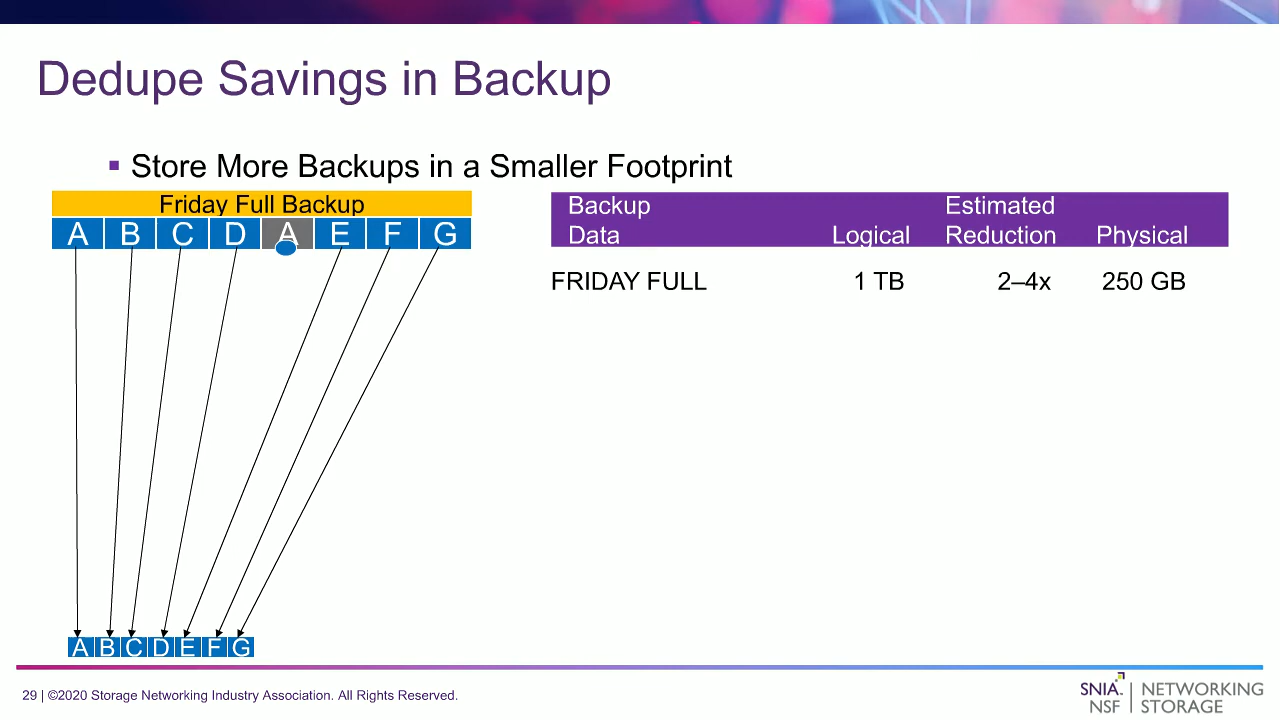 Dedupe Savings in Backup
▪ Store More Backups in a Smaller Footprint
Friday Full Backup
A B C D A E F G
Backup Data Logical Estimated Reduction Physical
FRIDAY FULL 1 TB 2–4x 250 GB
A B C D E F G
29 | ©2020 Storage Networking Industry Association. All Rights Reserved.
SNIA. NSF
NETWORKING STORAGE